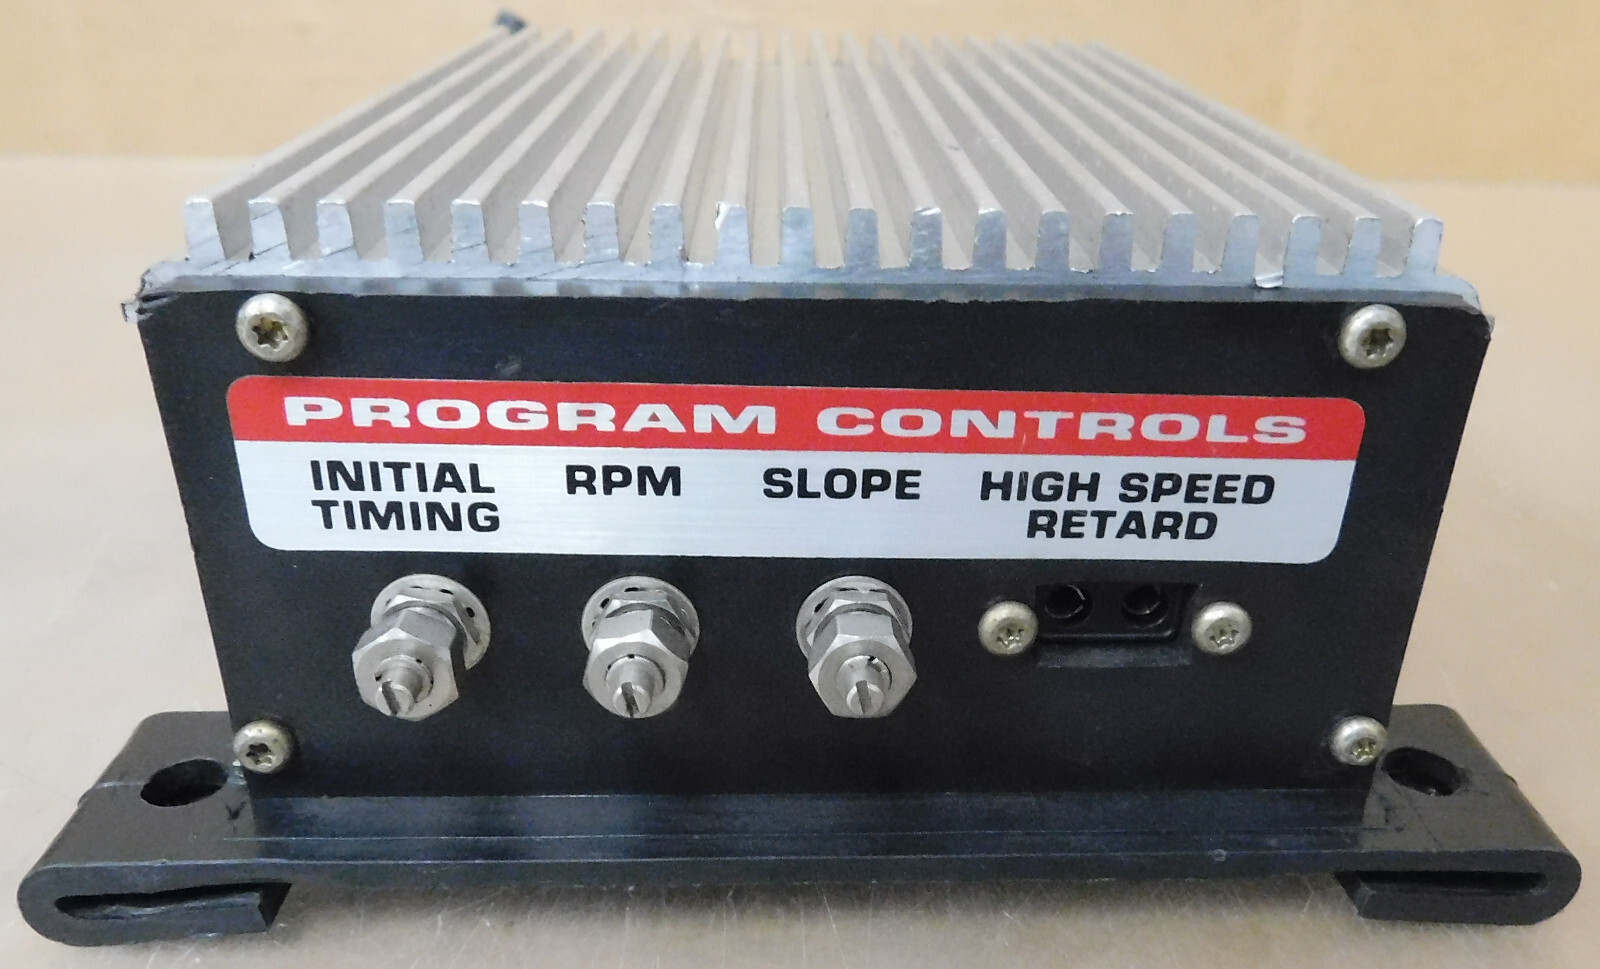 PROGRAM CONTROLS
INITIAL TIMING
RPM
SLOPE
HIGH SPEED RETARD